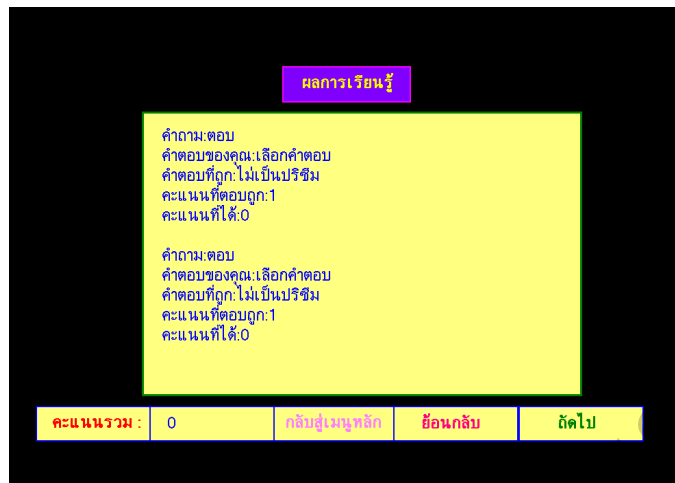 ผลการเรียนรู้
คำถาม:ตอบ
คำตอบของคุณ:เลือกคำตอบ
คำตอบที่ถูก:ไม่เป็นปริซึม
คะแนนที่ตอบถูก:1
คะแนนที่ได้:0
คำถาม:ตอบ
คำตอบของคุณ:เลือกคำตอบ
คำตอบที่ถูก:ไม่เป็นปริซึม
คะแนนที่ตอบถูก:1
คะแนนที่ได้:0
คะแนนรวม : 0 กลับสู่เมนูหลัก ย้อนกลับ ถัดไป